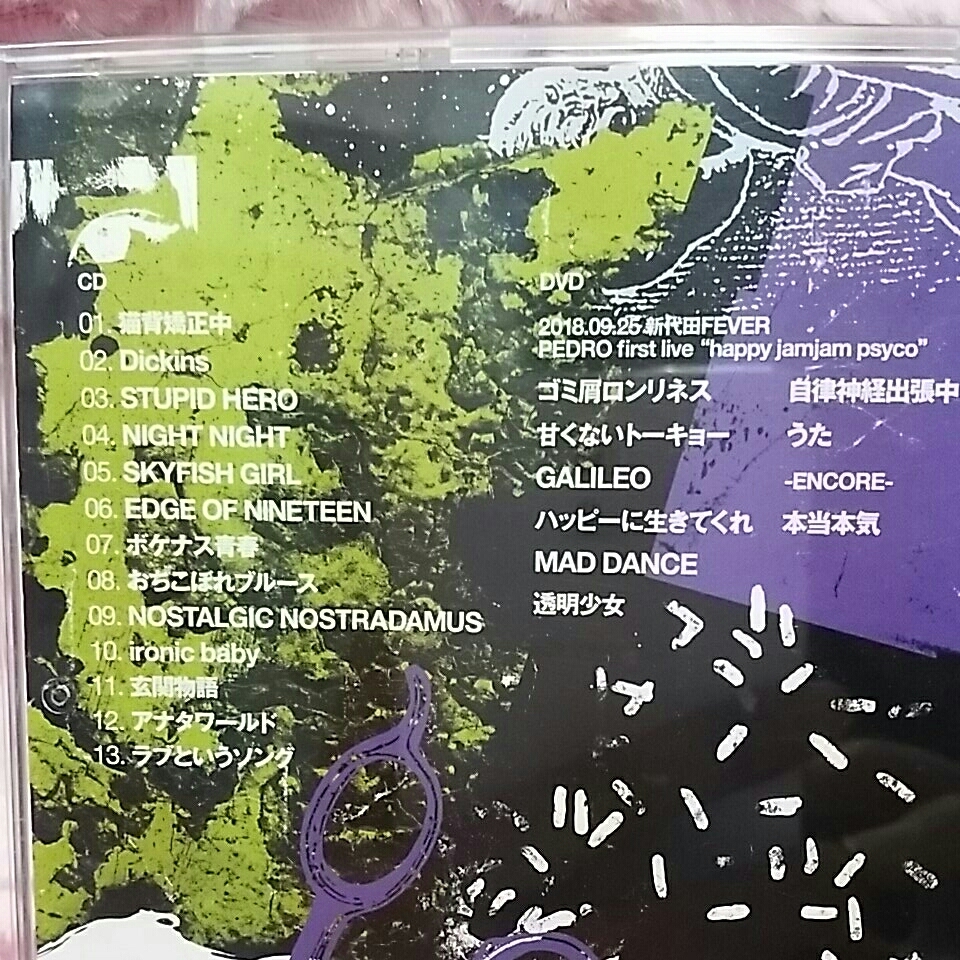 CD
01. 猫背矯正中
02. Dickins
03. STUPID HERO
04. NIGHT NIGHT
05. SKYFISH GIRL
06. EDGE OF NINETEEN
07. ボケナス青春
08. おちこぼれブルース
09. NOSTALGIC NOSTRADAMUS
10. ironic baby
11. 玄関物語
12. アナタワールド
13. ラブというソング
DVD
2018.09.25 新代田FEVER
PEDRO first live “happy jamjam psyco”
ゴミ屑ロンリネス
甘くないトーキョー
GALILEO
ハッピーに生きてくれ
MAD DANCE
透明少女
自律神経出張中
うた
-ENCORE-
本当本気